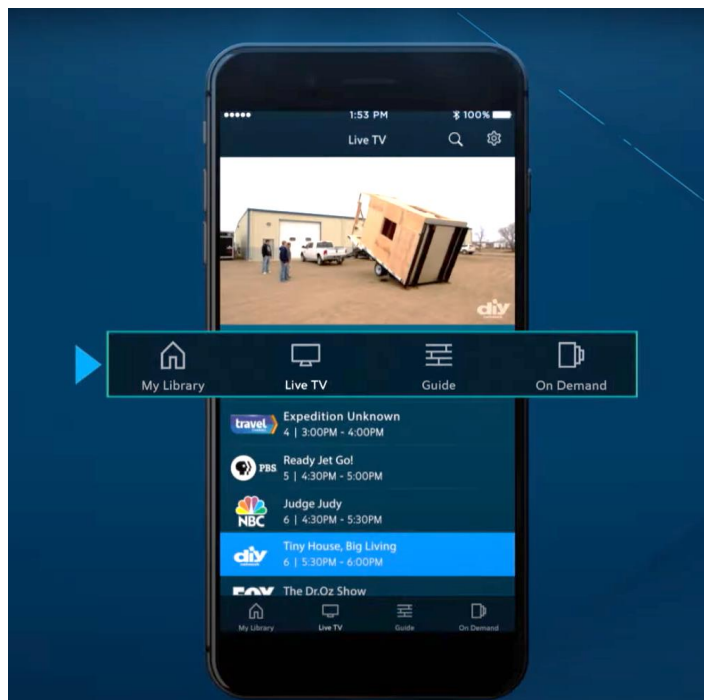 1:53 PM
100%
Live TV
diy
My Library
Live TV
Guide
On Demand
travel
Expedition Unknown
4 | 3:00PM - 4:00PM
PBS
Ready Jet Go!
5 | 4:30PM - 5:00PM
NBC
Judge Judy
6 | 4:30PM - 5:30PM
diy
Tiny House, Big Living
6 | 5:30PM - 6:00PM
FOX
The Dr.Oz Show
My Library
Live TV
Guide
On Demand